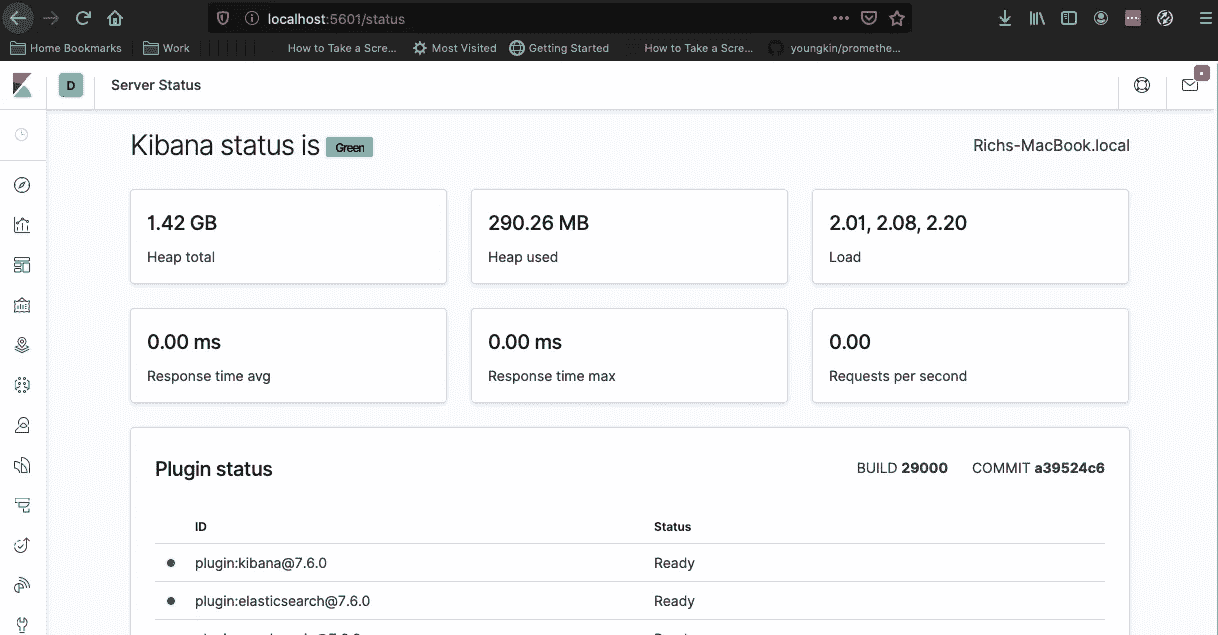 localhost:5601/status
Home Bookmarks Work How to Take a Scre... Most Visited Getting Started How to Take a Scre... youngkin/promethe...
D Server Status
Kibana status is Green Richs-MacBook.local
1.42 GB 290.26 MB 2.01, 2.08, 2.20
Heap total Heap used Load
0.00 ms 0.00 ms 0.00
Response time avg Response time max Requests per second
Plugin status BUILD 29000 COMMIT a39524c6
ID Status
plugin:kibana@7.6.0 Ready
plugin:elasticsearch@7.6.0 Ready